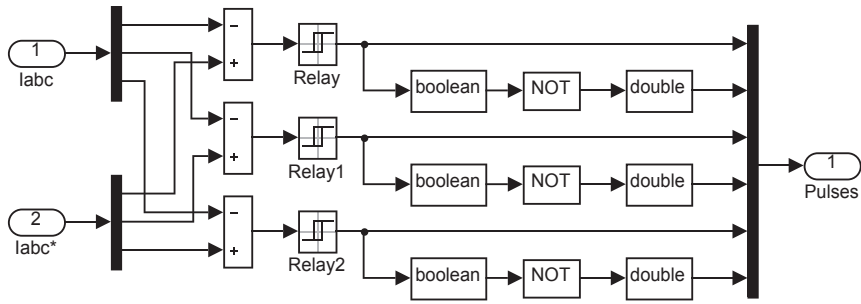 1
Iabc
2
Iabc*
-
+
-
+
-
+
Relay
Relay1
Relay2
boolean NOT double
boolean NOT double
boolean NOT double
1
Pulses